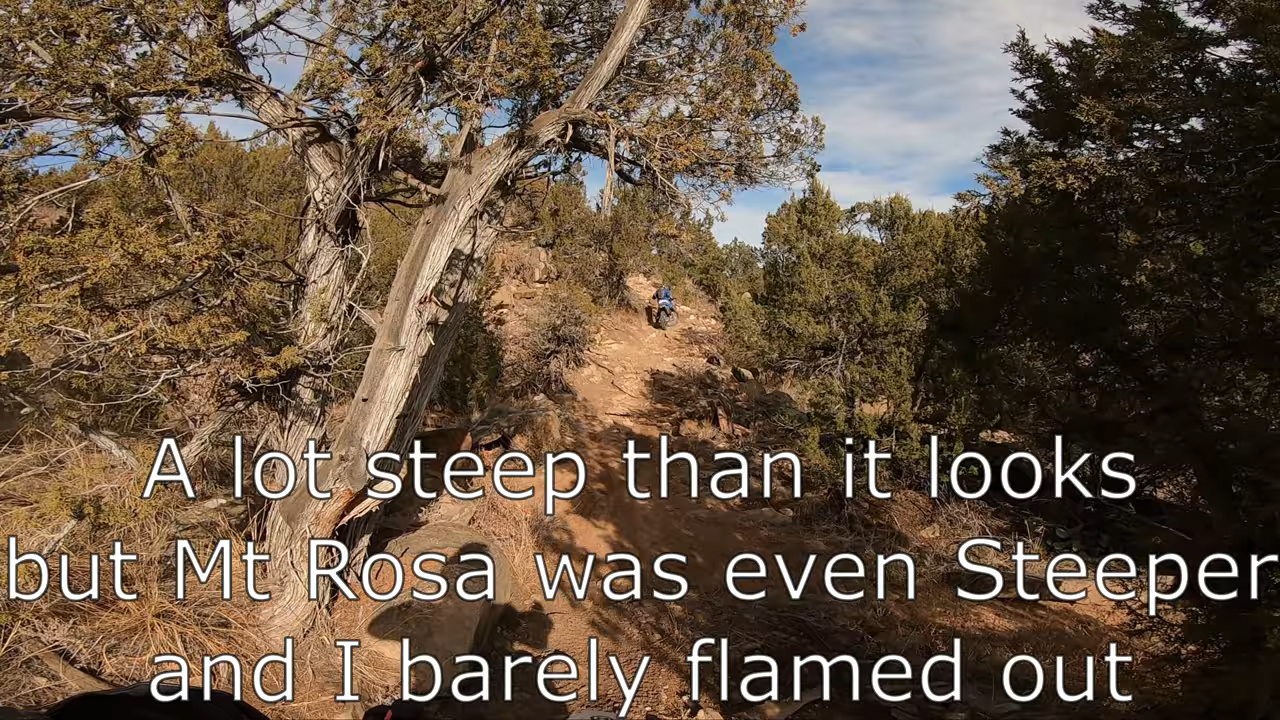 A lot steep than it looks
but Mt Rosa was even Steeper
and I barely flamed out